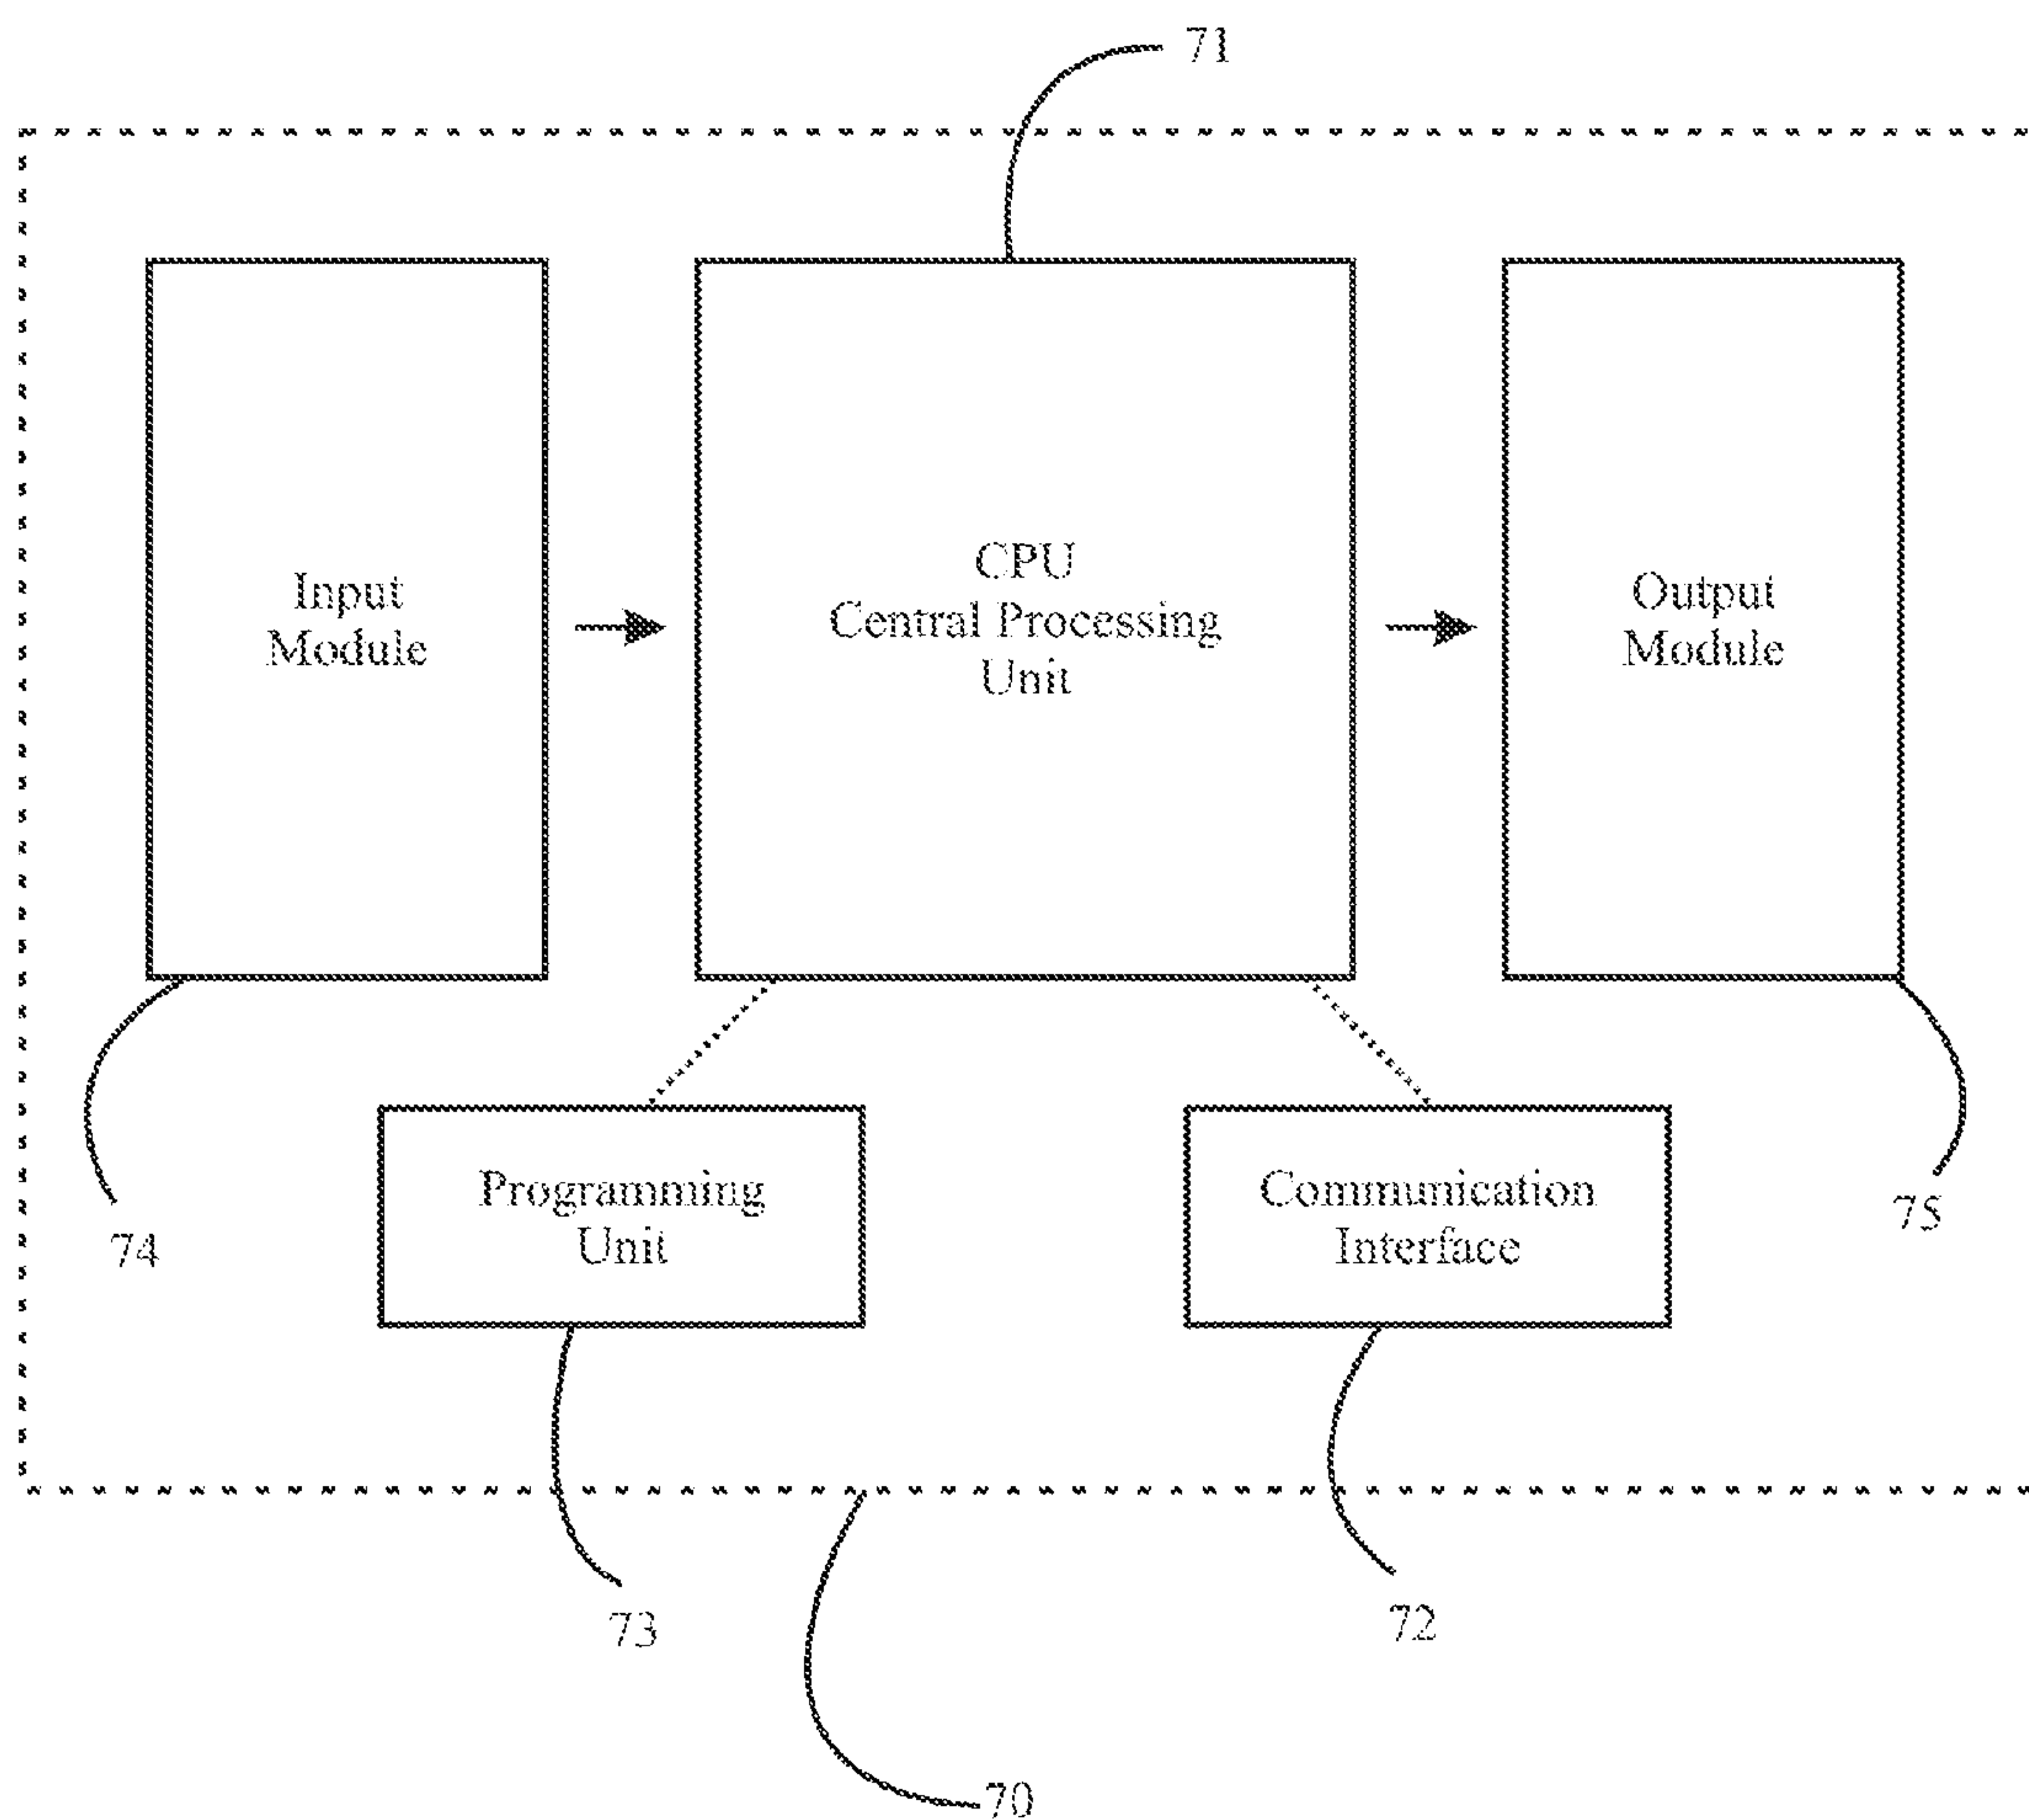 71
Input
Module
CPU
Central Processing
Unit
Output
Module
Programming
Unit
Communication
Interface
74
75
73
72
70